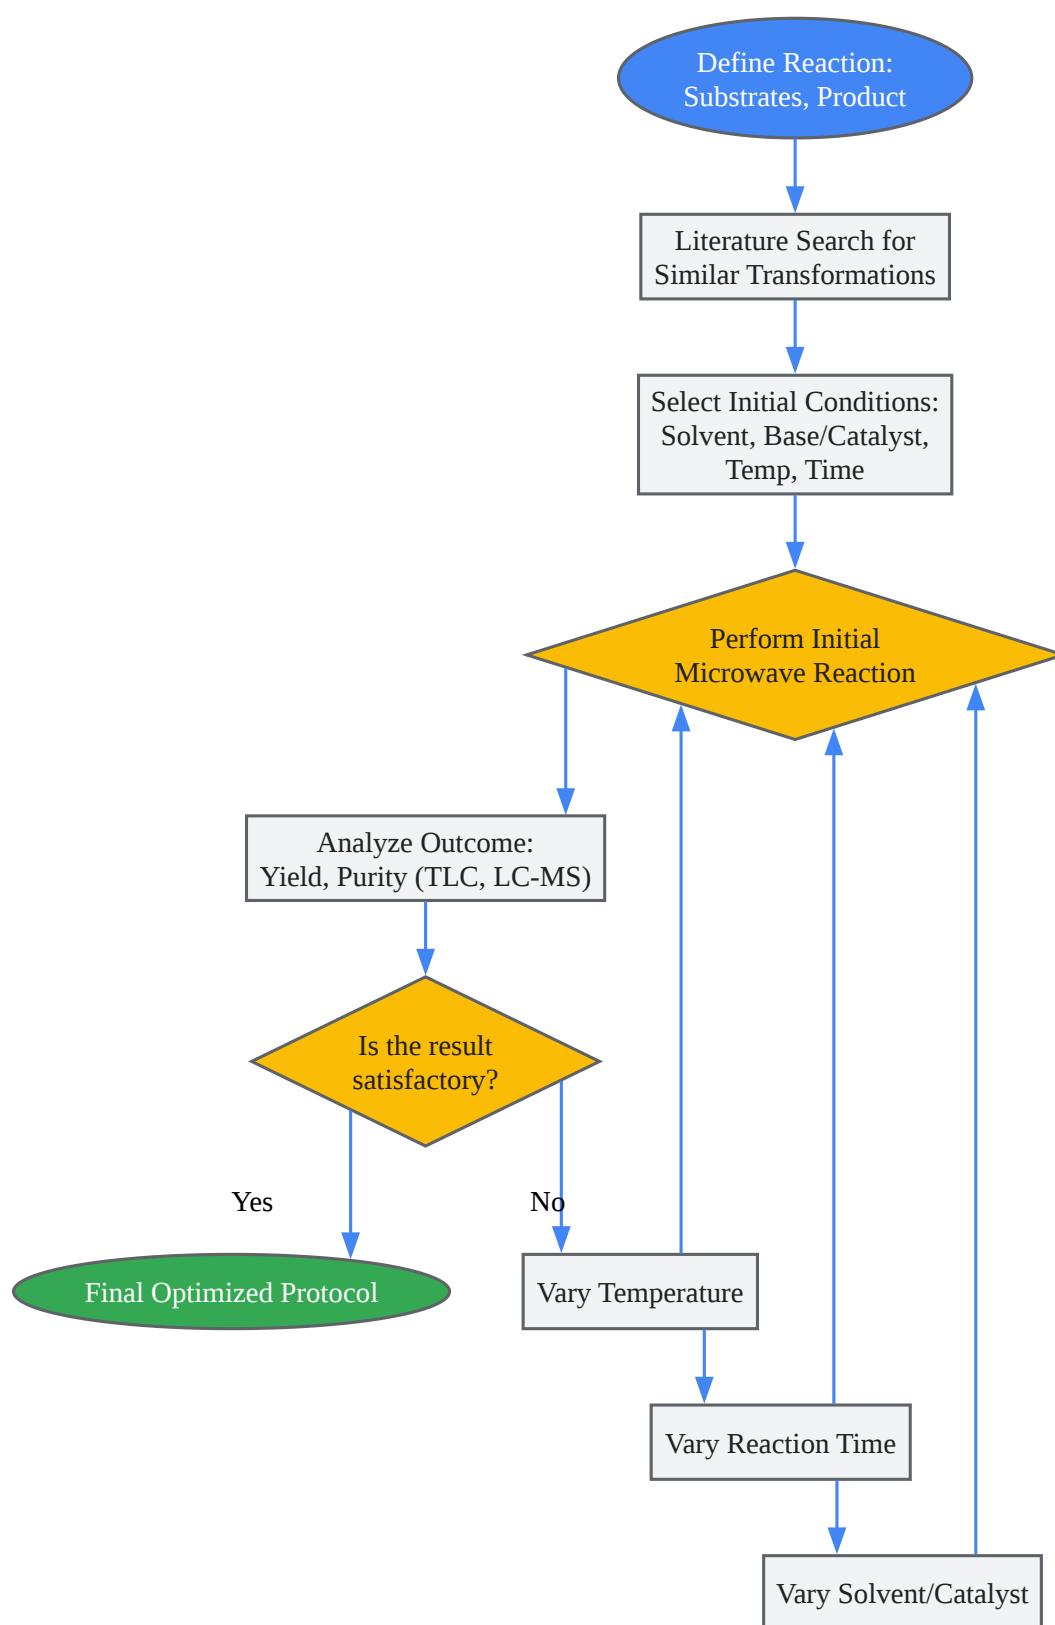 Define Reaction:
Substrates, Product
Literature Search for
Similar Transformations
Select Initial Conditions:
Solvent, Base/Catalyst,
Temp, Time
Perform Initial
Microwave Reaction
Analyze Outcome:
Yield, Purity (TLC, LC-MS)
Is the result
satisfactory?
Yes
No
Final Optimized Protocol
Vary Temperature
Vary Reaction Time
Vary Solvent/Catalyst